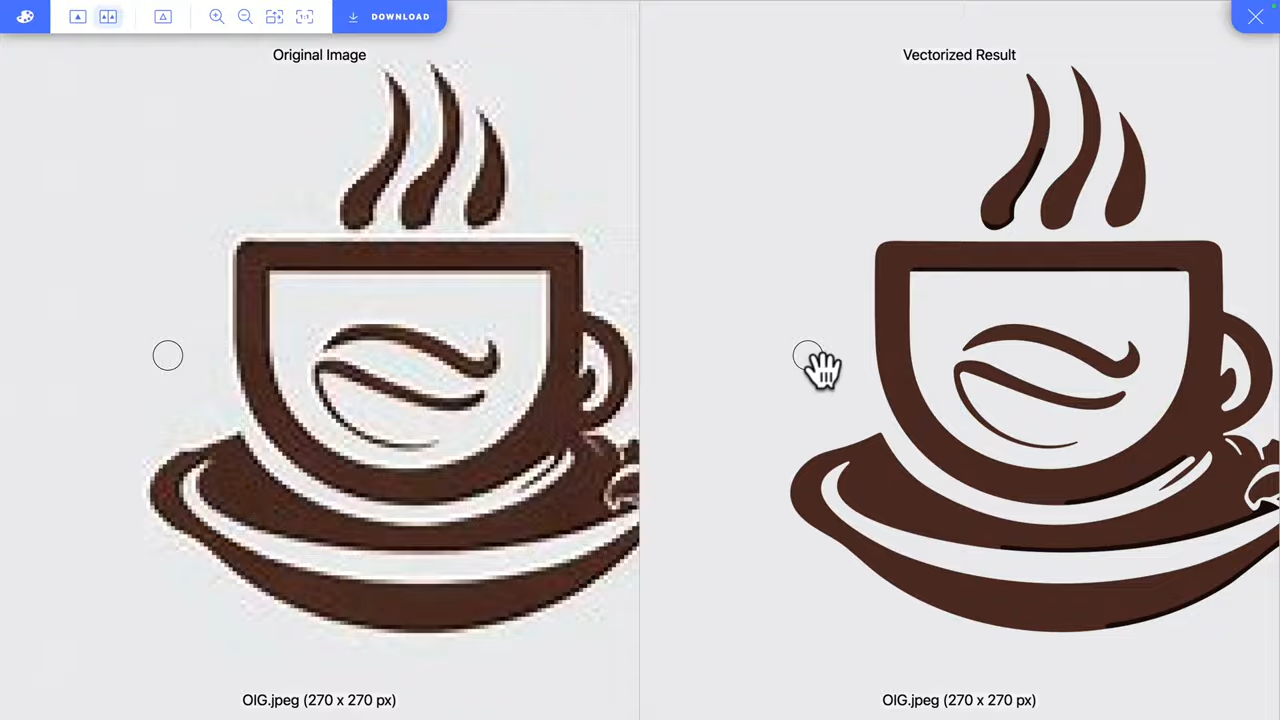 DOWNLOAD
Original Image
Vectorized Result
OIG.jpeg (270 x 270 px)
OIG.jpeg (270 x 270 px)